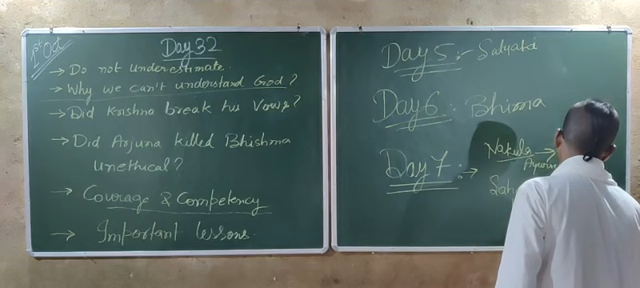 1st Oct
Day 32
→ Do not underestimate.
→ Why we can't understand God?
→ Did Krishna break his Vows?
→ Did Arjuna killed Bhishma
Unethical?
→ Courage & Competency
→ Important lessons.
Day 5:- Satyaki
Day 6: Bhima
Day 7:→ Nakula →